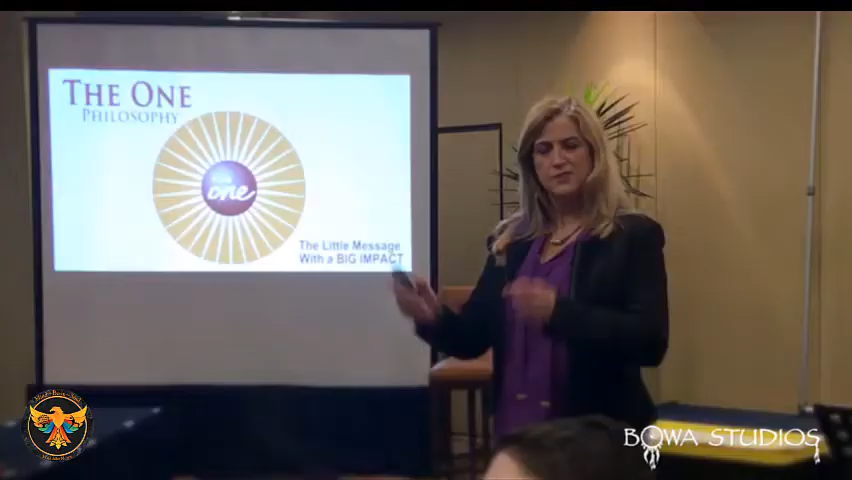 THE ONE
PHILOSOPHY
one
The Little Message
With a BIG IMPACT
BOWA STUDIOS